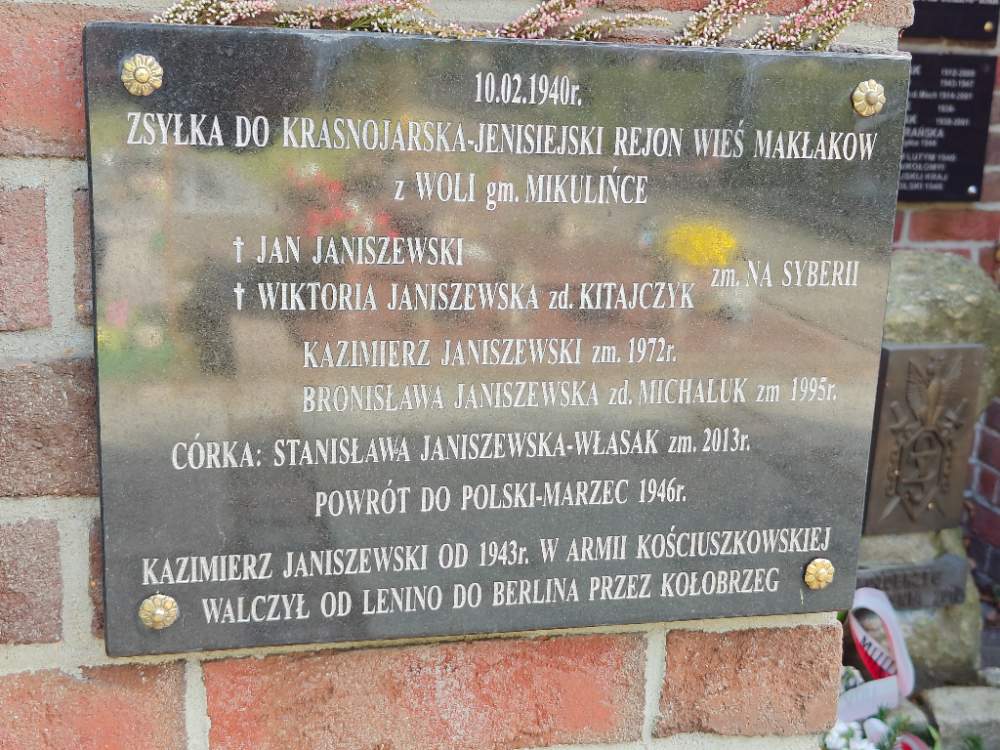 10.02.1940r.
ZSYŁKA DO KRASNOJARSKA-JENISIEJSKI REJON WIEŚ MAKŁAKOW
z WOLI gm. MIKULIŃCE
† JAN JANISZEWSKI
zm. NA SYBERII
† WIKTORIA JANISZEWSKA zd. KITAJCZYK
KAZIMIERZ JANISZEWSKI zm. 1972r.
BRONISŁAWA JANISZEWSKA zd. MICHALUK zm 1995r.
CÓRKA: STANISŁAWA JANISZEWSKA-WŁASAK zm. 2013r.
POWRÓT DO POLSKI-MARZEC 1946r.
KAZIMIERZ JANISZEWSKI OD 1943r. W ARMII KOŚCIUSZKOWSKIEJ
WALCZYŁ OD LENINO DO BERLINA PRZEZ KOŁOBRZEG